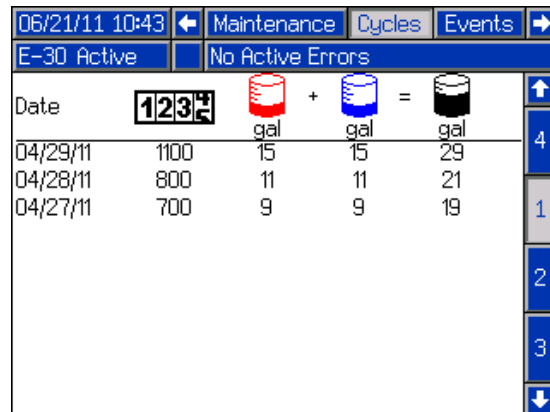 06/21/11 10:43 Maintenance Cycles Events
E-30 Active No Active Errors
Date 1234 + =
gal gal gal
04/29/11 1100 15 15 29
04/28/11 800 11 11 21
04/27/11 700 9 9 19
4
1
2
3